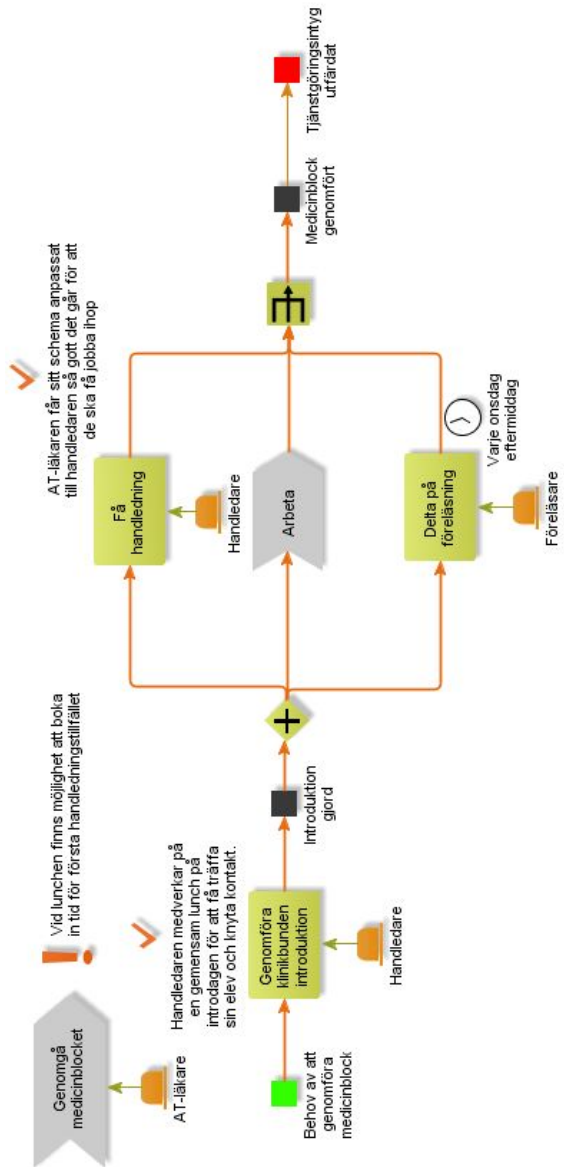 Genomgå
medicinblocket
AT-läkare
Vid lunchen finns möjlighet att boka
in tid för första handledningstillfället
Handledaren medverkar på
en gemensam lunch på
introdagen för att få träffa
sin elev och knyta kontakt.
Behov av att
genomföra
medicinblock
Genomföra
klinikbunden
introduktion
Handledare
Introduktion
gjord
AT-läkaren får sitt schema anpassat
till handledaren så gott det går för att
de ska få jobba ihop
Få
handledning
Handledare
Arbeta
Delta på
föreläsning
Varje onsdag
eftermiddag
Föreläsare
Medicinblock
genomfört
Tjänstgöringsintyg
utfärdat